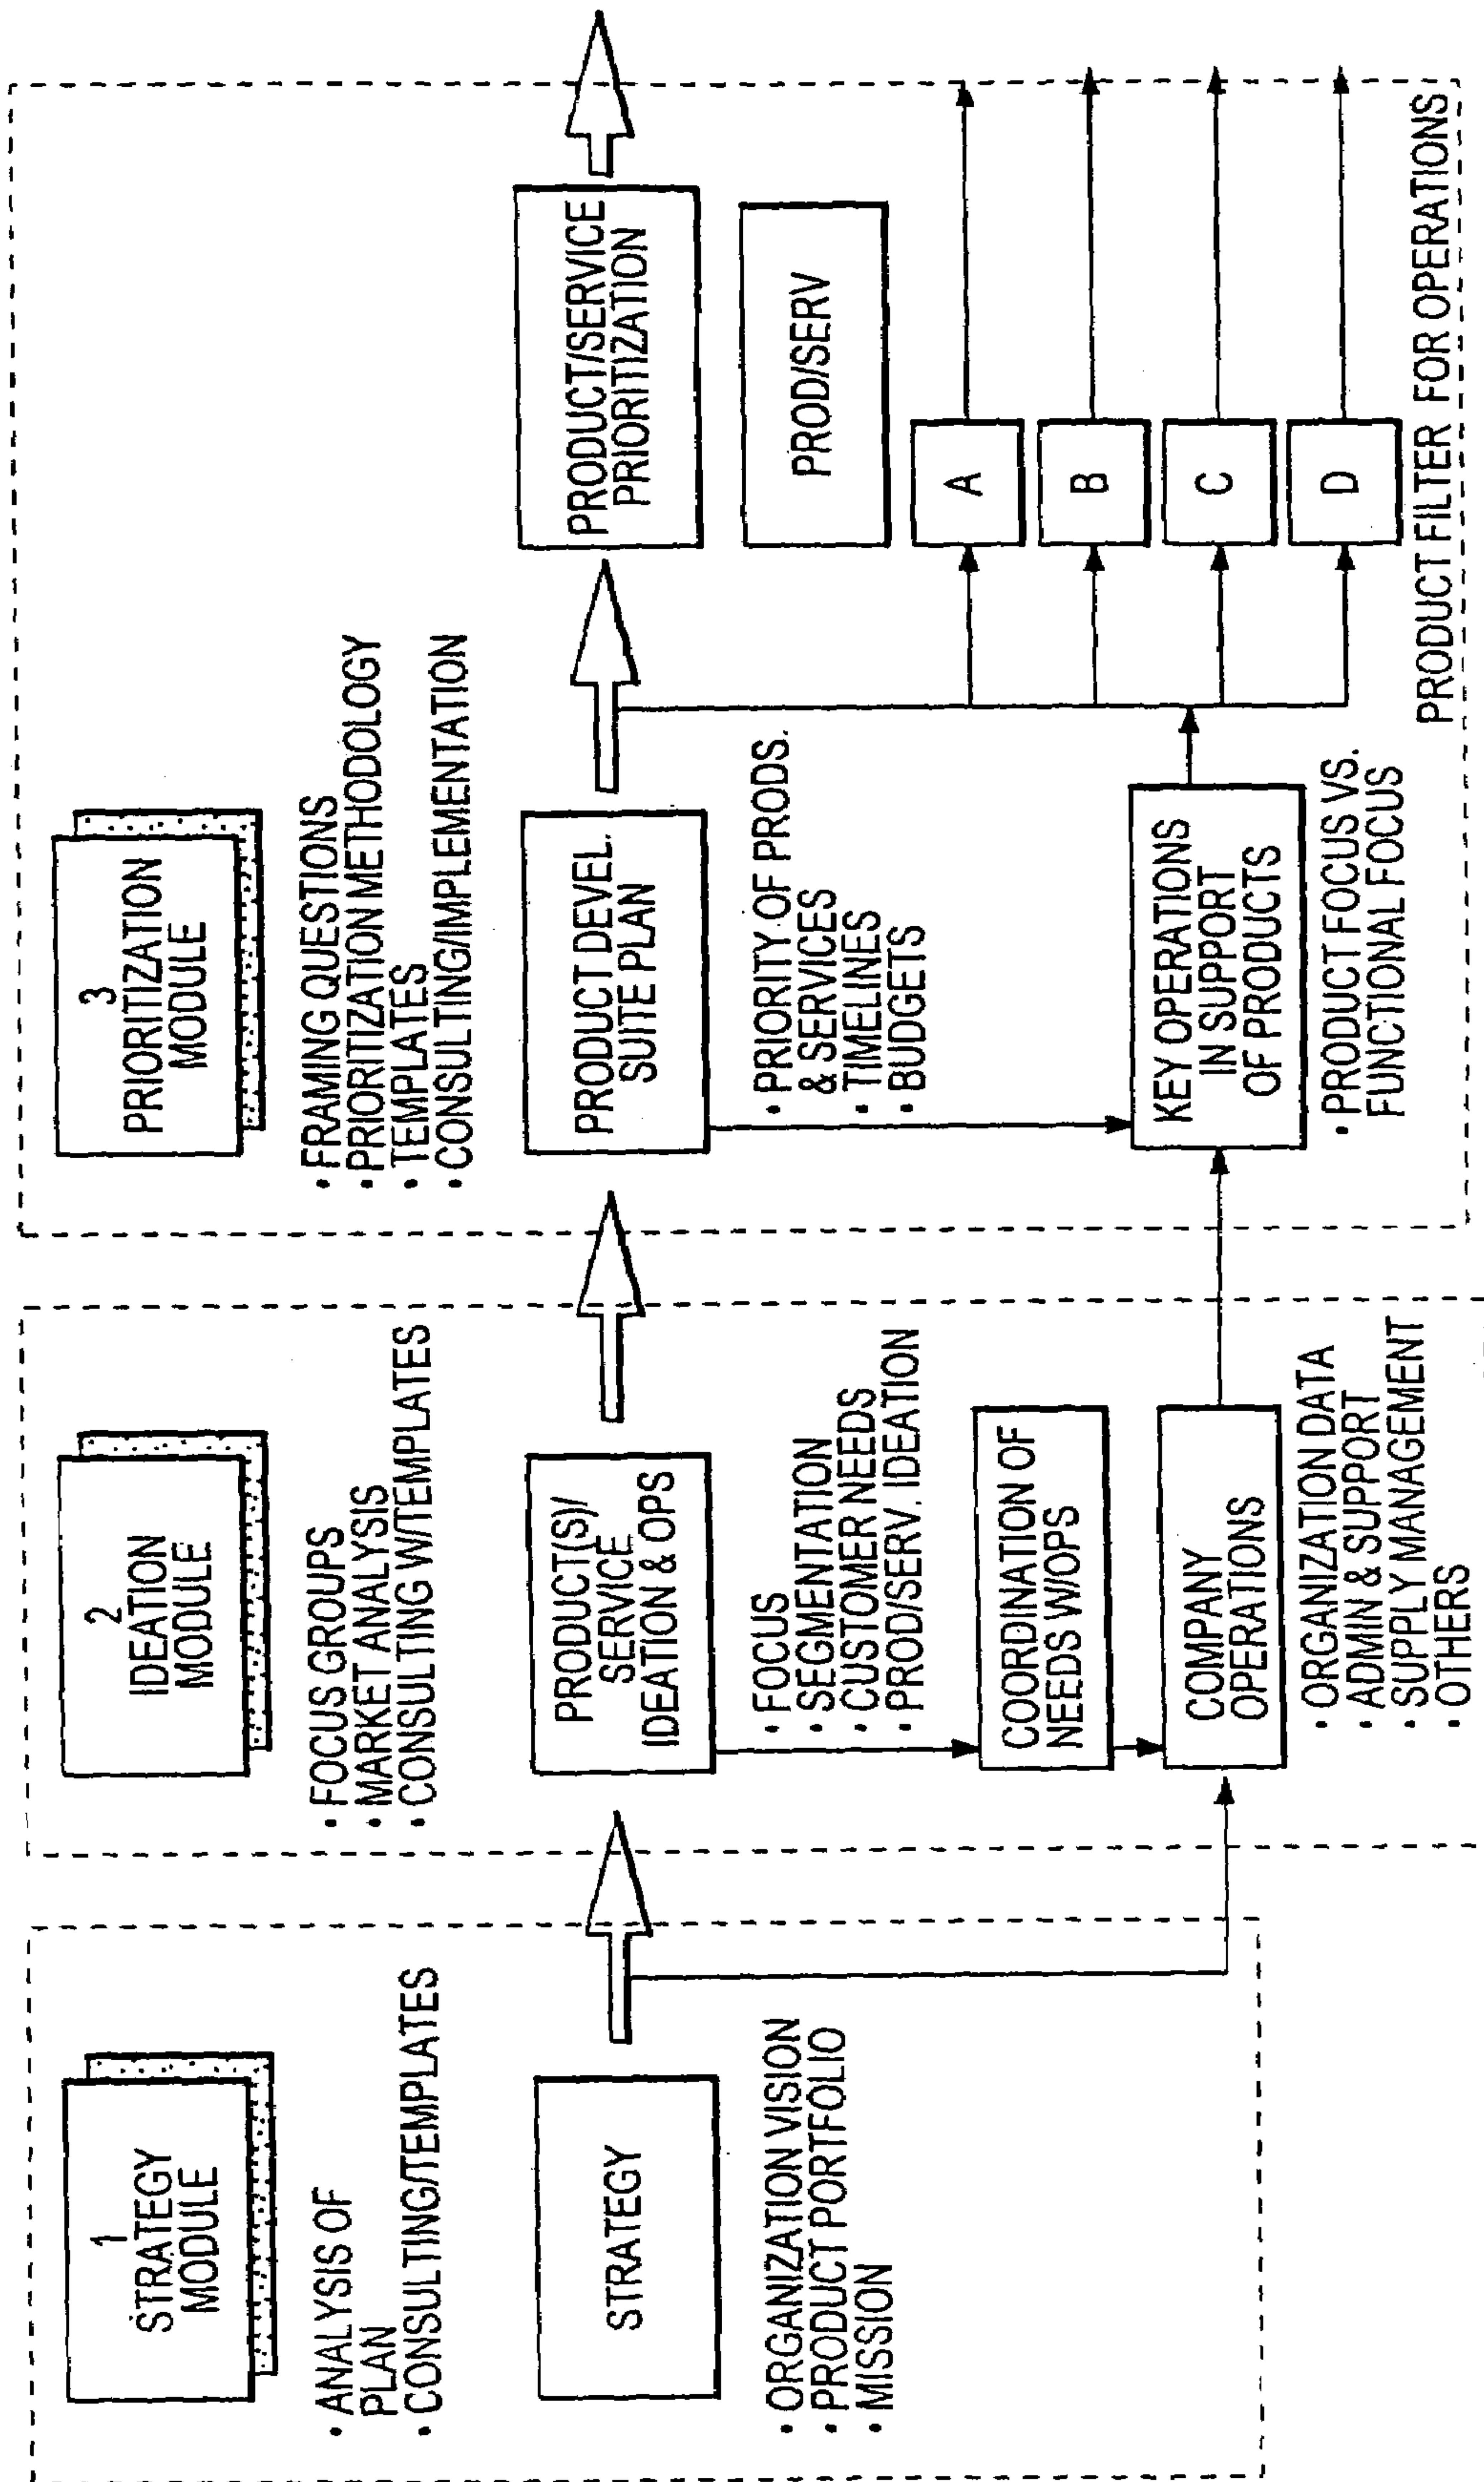 1
STRATEGY
MODULE
• ANALYSIS OF
PLAN
• CONSULTING/TEMPLATES
STRATEGY
• ORGANIZATION VISION
• PRODUCT PORTFOLIO
• MISSION
2
IDEATION
MODULE
• FOCUS GROUPS
• MARKET ANALYSIS
• CONSULTING W/TEMPLATES
PRODUCT(S)/
SERVICE
IDEATION & OPS
• FOCUS
• SEGMENTATION
• CUSTOMER NEEDS
• PROD/SERV. IDEATION
COORDINATION OF
NEEDS W/OPS
COMPANY
OPERATIONS
• ORGANIZATION DATA
• ADMIN & SUPPORT
• SUPPLY MANAGEMENT
• OTHERS
3
PRIORITIZATION
MODULE
• FRAMING QUESTIONS
• PRIORITIZATION METHODOLOGY
• TEMPLATES
• CONSULTING/IMPLEMENTATION
PRODUCT DEVEL.
SUITE PLAN
• PRIORITY OF PRODS.
& SERVICES
• TIMELINES
• BUDGETS
KEY OPERATIONS
IN SUPPORT
OF PRODUCTS
• PRODUCT FOCUS VS.
FUNCTIONAL FOCUS
PRODUCT/SERVICE
PRIORITIZATION
PROD/SERV
A
B
C
D
PRODUCT FILTER FOR OPERATIONS